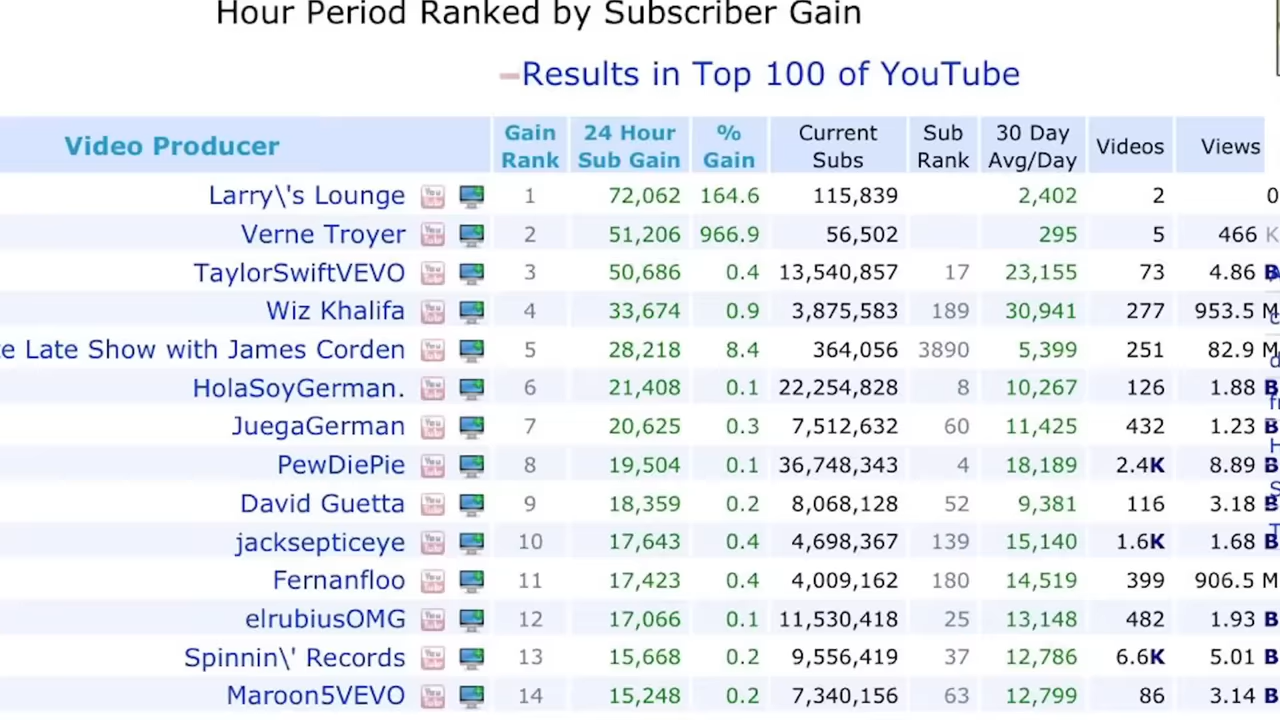 Hour Period Ranked by Subscriber Gain
Results in Top 100 of YouTube
Video Producer Gain Rank 24 Hour Sub Gain % Gain Current Subs Sub Rank 30 Day Avg/Day Videos Views
Larry\'s Lounge 1 72,062 164.6 115,839 2,402 2 0
Verne Troyer 2 51,206 966.9 56,502 295 5 466 K
TaylorSwiftVEVO 3 50,686 0.4 13,540,857 17 23,155 73 4.86 B
Wiz Khalifa 4 33,674 0.9 3,875,583 189 30,941 277 953.5 M
Late Show with James Corden 5 28,218 8.4 364,056 3890 5,399 251 82.9 M
HolaSoyGerman. 6 21,408 0.1 22,254,828 8 10,267 126 1.88 B
JuegaGerman 7 20,625 0.3 7,512,632 60 11,425 432 1.23 B
PewDiePie 8 19,504 0.1 36,748,343 4 18,189 2.4K 8.89 B
David Guetta 9 18,359 0.2 8,068,128 52 9,381 116 3.18 B
jacksepticeye 10 17,643 0.4 4,698,367 139 15,140 1.6K 1.68 B
Fernanfloo 11 17,423 0.4 4,009,162 180 14,519 399 906.5 M
elrubiusOMG 12 17,066 0.1 11,530,418 25 13,148 482 1.93 B
Spinnin\' Records 13 15,668 0.2 9,556,419 37 12,786 6.6K 5.01 B
Maroon5VEVO 14 15,248 0.2 7,340,156 63 12,799 86 3.14 B